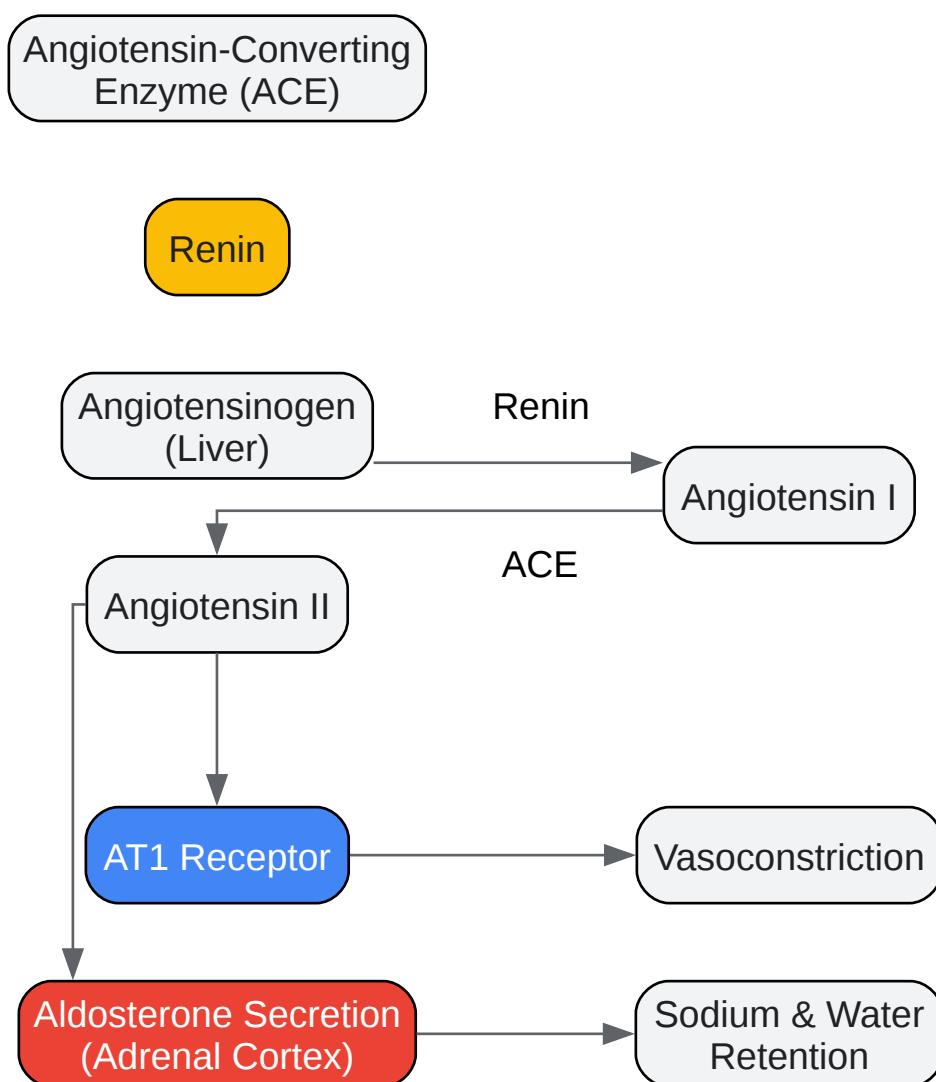 Angiotensin-Converting
Enzyme (ACE)
Renin
Angiotensinogen
(Liver)
Renin
Angiotensin I
ACE
Angiotensin II
AT1 Receptor
Vasoconstriction
Aldosterone Secretion
(Adrenal Cortex)
Sodium & Water
Retention